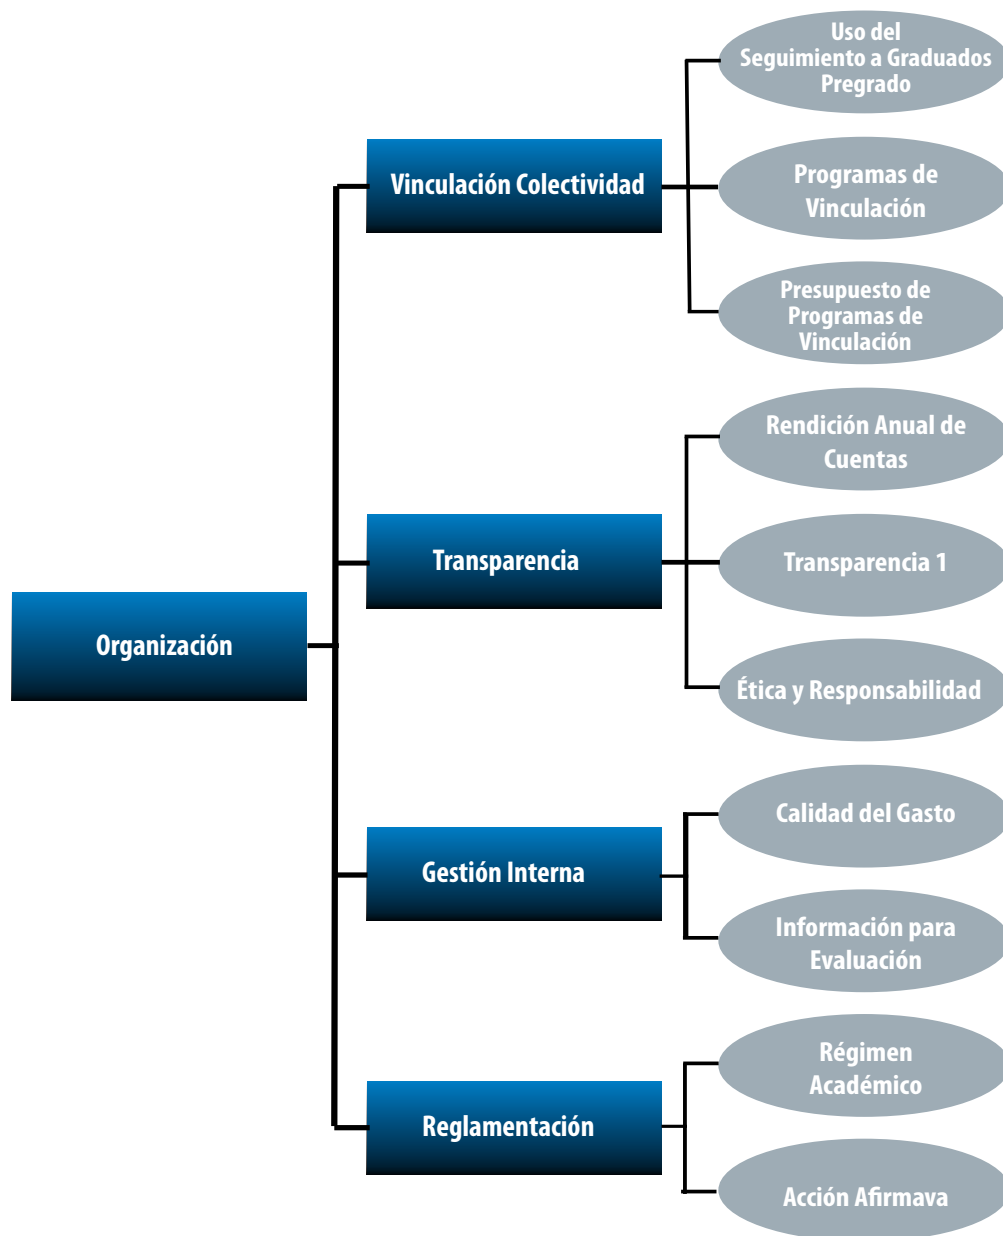 Organización
Vinculación Colectividad
Uso del
Seguimiento a Graduados
Pregrado
Programas de
Vinculación
Presupuesto de
Programas de
Vinculación
Transparencia
Rendición Anual de
Cuentas
Transparencia 1
Ética y Responsabilidad
Gestión Interna
Calidad del Gasto
Información para
Evaluación
Reglamentación
Régimen
Académico
Acción Afirmava